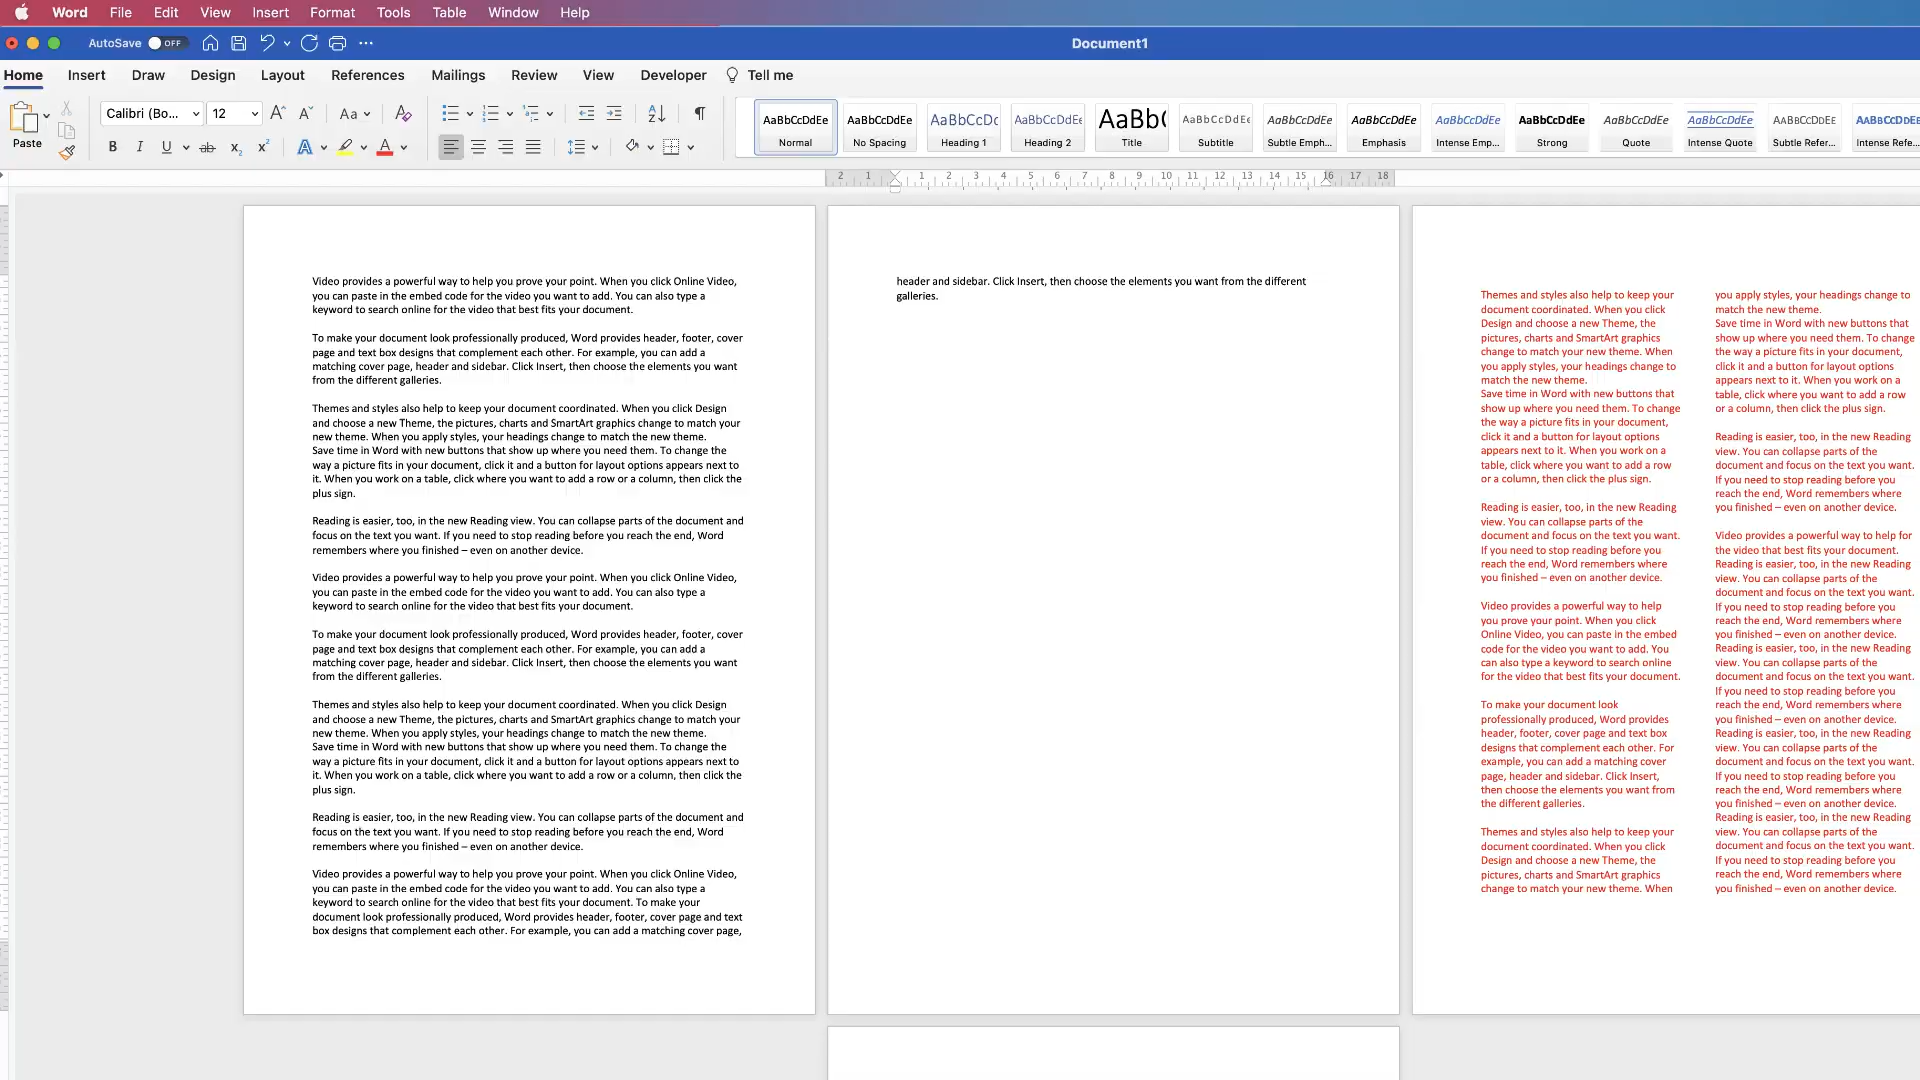 Word File Edit View Insert Format Tools Table Window Help
AutoSave OFF Document1
Home Insert Draw Design Layout References Mailings Review View Developer Tell me
Paste
Calibri (Bo... 12
Aa
B I U ab x₂ x²
AaBbCcDdEe Normal
AaBbCcDdEe No Spacing
AaBbCcDc Heading 1
AaBbCcDdEe Heading 2
AaBb( Title
AaBbCcDdEe Subtitle
AaBbCcDdEe Subtle Emph...
AaBbCcDdEe Emphasis
AaBbCcDdEe Intense Emp...
AaBbCcDdEe Strong
AaBbCcDdEe Quote
AaBbCcDdEe Intense Quote
AABBCCDDEE Subtle Refer...
AABBCCDDEE Intense Refe...
2 1 1 2 3 4 5 6 7 8 9 10 11 12 13 14 15 16 17 18
Video provides a powerful way to help you prove your point. When you click Online Video,
you can paste in the embed code for the video you want to add. You can also type a
keyword to search online for the video that best fits your document.
To make your document look professionally produced, Word provides header, footer, cover
page and text box designs that complement each other. For example, you can add a
matching cover page, header and sidebar. Click Insert, then choose the elements you want
from the different galleries.
Themes and styles also help to keep your document coordinated. When you click Design
and choose a new Theme, the pictures, charts and SmartArt graphics change to match your
new theme. When you apply styles, your headings change to match the new theme.
Save time in Word with new buttons that show up where you need them. To change the
way a picture fits in your document, click it and a button for layout options appears next to
it. When you work on a table, click where you want to add a row or a column, then click the
plus sign.
Reading is easier, too, in the new Reading view. You can collapse parts of the document and
focus on the text you want. If you need to stop reading before you reach the end, Word
remembers where you finished – even on another device.
Video provides a powerful way to help you prove your point. When you click Online Video,
you can paste in the embed code for the video you want to add. You can also type a
keyword to search online for the video that best fits your document.
To make your document look professionally produced, Word provides header, footer, cover
page and text box designs that complement each other. For example, you can add a
matching cover page, header and sidebar. Click Insert, then choose the elements you want
from the different galleries.
Themes and styles also help to keep your document coordinated. When you click Design
and choose a new Theme, the pictures, charts and SmartArt graphics change to match your
new theme. When you apply styles, your headings change to match the new theme.
Save time in Word with new buttons that show up where you need them. To change the
way a picture fits in your document, click it and a button for layout options appears next to
it. When you work on a table, click where you want to add a row or a column, then click the
plus sign.
Reading is easier, too, in the new Reading view. You can collapse parts of the document and
focus on the text you want. If you need to stop reading before you reach the end, Word
remembers where you finished – even on another device.
Video provides a powerful way to help you prove your point. When you click Online Video,
you can paste in the embed code for the video you want to add. You can also type a
keyword to search online for the video that best fits your document. To make your
document look professionally produced, Word provides header, footer, cover page and text
box designs that complement each other. For example, you can add a matching cover page,
header and sidebar. Click Insert, then choose the elements you want from the different
galleries.
Themes and styles also help to keep your
document coordinated. When you click
Design and choose a new Theme, the
pictures, charts and SmartArt graphics
change to match your new theme. When
you apply styles, your headings change to
match the new theme.
Save time in Word with new buttons that
show up where you need them. To change
the way a picture fits in your document,
click it and a button for layout options
appears next to it. When you work on a
table, click where you want to add a row
or a column, then click the plus sign.
Reading is easier, too, in the new Reading
view. You can collapse parts of the
document and focus on the text you want.
If you need to stop reading before you
reach the end, Word remembers where
you finished – even on another device.
Video provides a powerful way to help
you prove your point. When you click
Online Video, you can paste in the embed
code for the video you want to add. You
can also type a keyword to search online
for the video that best fits your document.
To make your document look
professionally produced, Word provides
header, footer, cover page and text box
designs that complement each other. For
example, you can add a matching cover
page, header and sidebar. Click Insert,
then choose the elements you want from
the different galleries.
Themes and styles also help to keep your
document coordinated. When you click
Design and choose a new Theme, the
pictures, charts and SmartArt graphics
change to match your new theme. When
you apply styles, your headings change to
match the new theme.
Save time in Word with new buttons that
show up where you need them. To change
the way a picture fits in your document,
click it and a button for layout options
appears next to it. When you work on a
table, click where you want to add a row
or a column, then click the plus sign.
Reading is easier, too, in the new Reading
view. You can collapse parts of the
document and focus on the text you want.
If you need to stop reading before you
reach the end, Word remembers where
you finished – even on another device.
Video provides a powerful way to help for
the video that best fits your document.
Reading is easier, too, in the new Reading
view. You can collapse parts of the
document and focus on the text you want.
If you need to stop reading before you
reach the end, Word remembers where
you finished – even on another device.
Reading is easier, too, in the new Reading
view. You can collapse parts of the
document and focus on the text you want.
If you need to stop reading before you
reach the end, Word remembers where
you finished – even on another device.
Reading is easier, too, in the new Reading
view. You can collapse parts of the
document and focus on the text you want.
If you need to stop reading before you
reach the end, Word remembers where
you finished – even on another device.
Reading is easier, too, in the new Reading
view. You can collapse parts of the
document and focus on the text you want.
If you need to stop reading before you
reach the end, Word remembers where
you finished – even on another device.